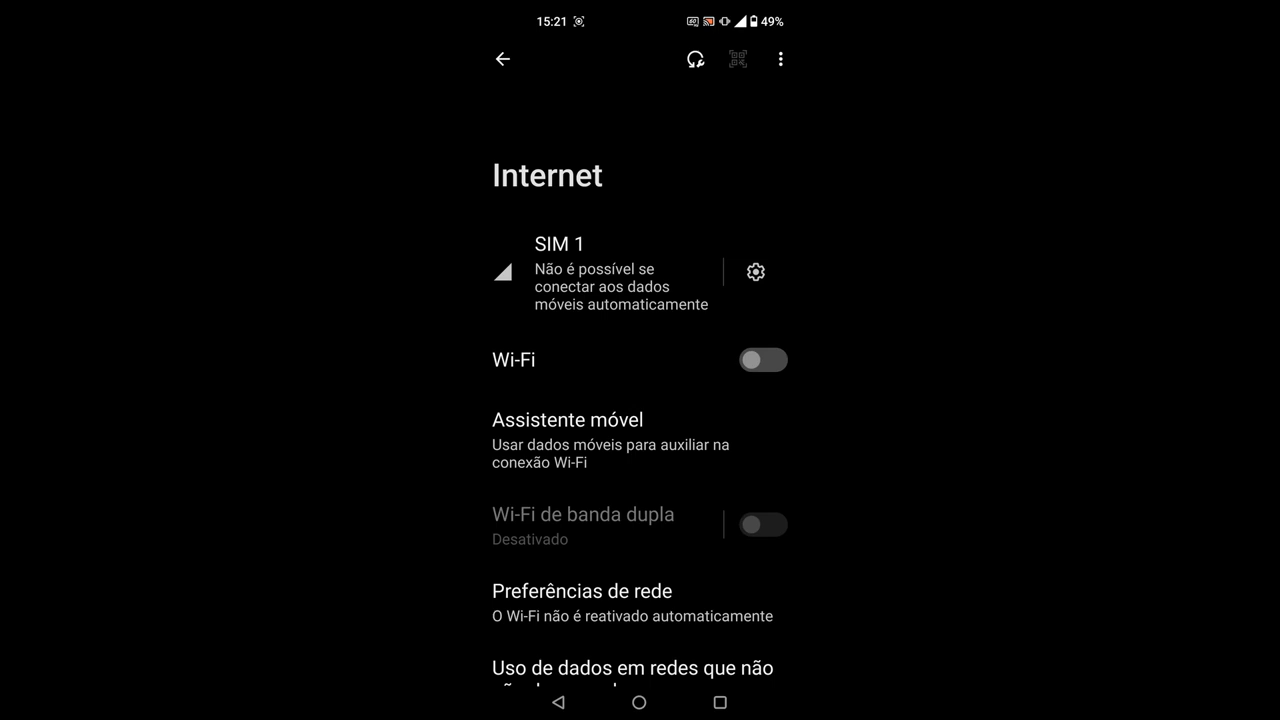 15:21
49%
Internet
SIM 1
Não é possível se
conectar aos dados
móveis automaticamente
Wi-Fi
Assistente móvel
Usar dados móveis para auxiliar na
conexão Wi-Fi
Wi-Fi de banda dupla
Desativado
Preferências de rede
O Wi-Fi não é reativado automaticamente
Uso de dados em redes que não